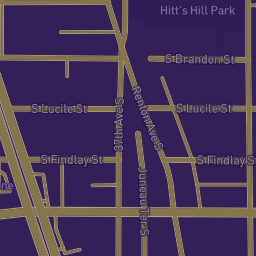 Hitt's Hill Park
S Brandon St
S Lucile St
S Lucile St
37th Ave S
Renton Ave S
S Findlay St
S Findlay St
Juneau Ter S